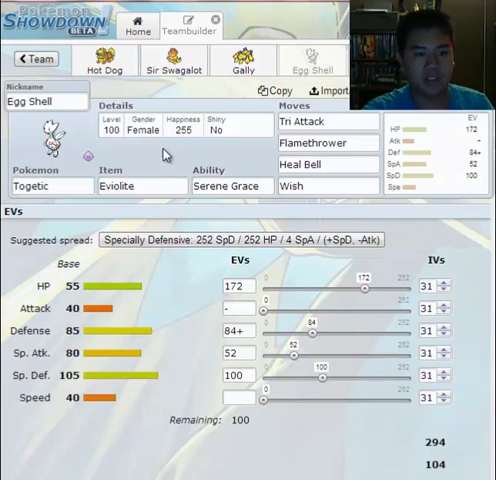 Pokémon
SHOWDOWN
BETA
Home
Teambuilder
< Team
Hot Dog
Sir Swagalot
Gally
Egg Shell
Copy
Import
Nickname
Egg Shell
Details
Level Gender Happiness Shiny
100 Female 255 No
Moves
Tri Attack
Flamethrower
Heal Bell
Wish
Pokemon
Togetic
Item
Eviolite
Ability
Serene Grace
EV
HP 172
Atk -
Def 84+
SpA 52
SpD 100
Spe
EVs
Suggested spread: Specially Defensive: 252 SpD / 252 HP / 4 SpA / (+SpD, -Atk)
Base EVs IVs
HP 55 172 0 172 252 31
Attack 40 - 0 252 31
Defense 85 84+ 0 84 252 31
Sp. Atk. 80 52 0 52 252 31
Sp. Def. 105 100 0 100 252 31
Speed 40 0 252 31
Remaining: 100
294
104